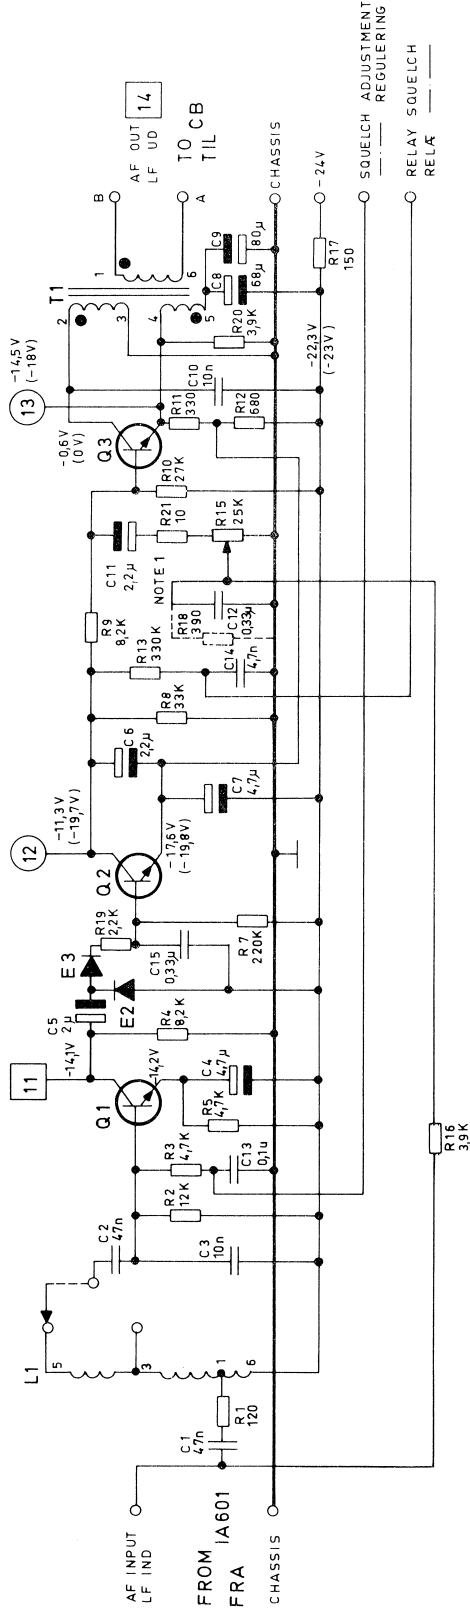 AF INPUT
LF IND
FROM IA601
FRA
CHASSIS
C1
47n
R1
120
L1
5
3
1
6
C2
47n
C3
10n
R2
12K
R3
4,7K
C13
0,1u
R5
4,7K
C4
4,7µ
Q1
-14,2V
11
-14,1V
R4
8,2K
C5
2µ
E2
E3
R19
2,2K
C15
0,33µ
R7
220K
Q2
12
-11,3V
(-19,7V)
-17,6V
(-19,8V)
C6
2,2µ
C7
4,7µ
R8
33K
R9
8,2K
R13
330K
C14
4,7n
R18
390
NOTE 1
C12
0,33µ
C11
2,2µ
R21
10
R15
25K
R10
27K
Q3
-0,6V
(0V)
13
-14,5V
(-18V)
R11
330
R12
680
C10
10n
R20
3,9K
T1
2
3
4
5
1
6
C8
68µ
C9
80µ
-22,3V
(-23V)
R17
150
R16
3,9K
B
A
AF OUT
LF UD
14
TO CB
TIL
CHASSIS
-24V
SQUELCH ADJUSTMENT
REGULERING
RELAY SQUELCH
RELÆ